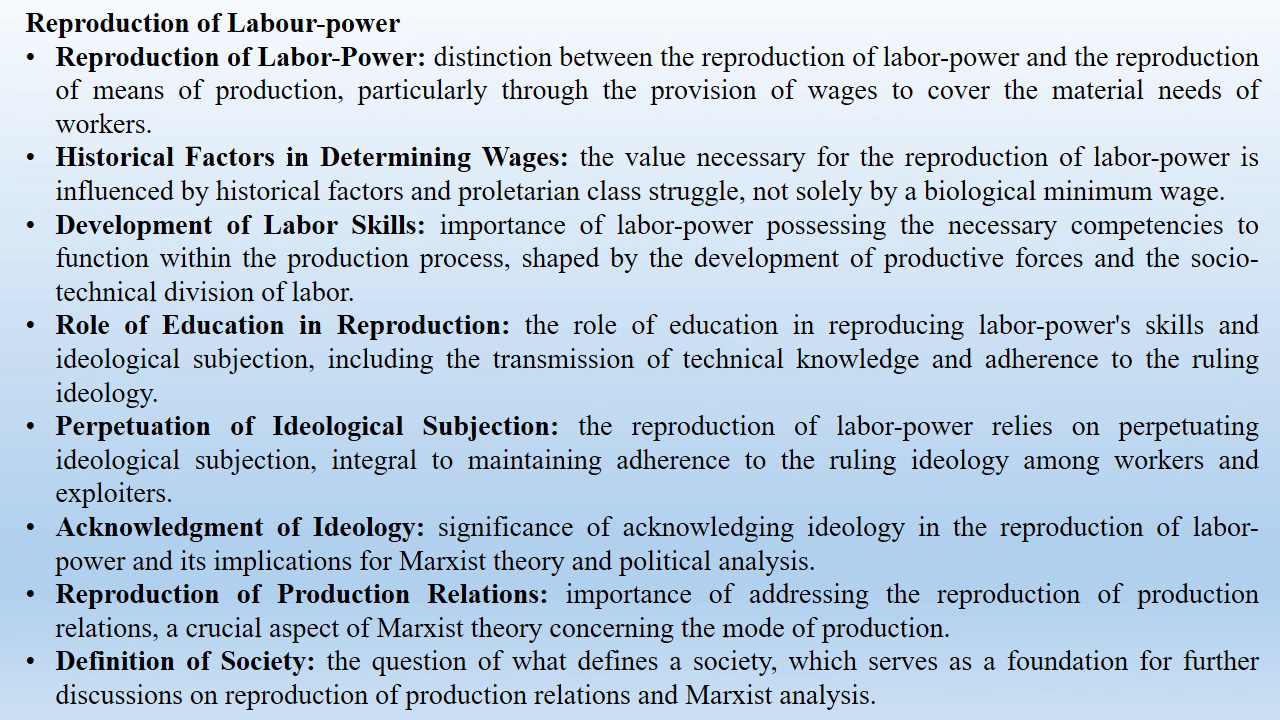 Reproduction of Labour-power
• Reproduction of Labor-Power: distinction between the reproduction of labor-power and the reproduction
of means of production, particularly through the provision of wages to cover the material needs of
workers.
• Historical Factors in Determining Wages: the value necessary for the reproduction of labor-power is
influenced by historical factors and proletarian class struggle, not solely by a biological minimum wage.
• Development of Labor Skills: importance of labor-power possessing the necessary competencies to
function within the production process, shaped by the development of productive forces and the socio-
technical division of labor.
• Role of Education in Reproduction: the role of education in reproducing labor-power's skills and
ideological subjection, including the transmission of technical knowledge and adherence to the ruling
ideology.
• Perpetuation of Ideological Subjection: the reproduction of labor-power relies on perpetuating
ideological subjection, integral to maintaining adherence to the ruling ideology among workers and
exploiters.
• Acknowledgment of Ideology: significance of acknowledging ideology in the reproduction of labor-
power and its implications for Marxist theory and political analysis.
• Reproduction of Production Relations: importance of addressing the reproduction of production
relations, a crucial aspect of Marxist theory concerning the mode of production.
• Definition of Society: the question of what defines a society, which serves as a foundation for further
discussions on reproduction of production relations and Marxist analysis.